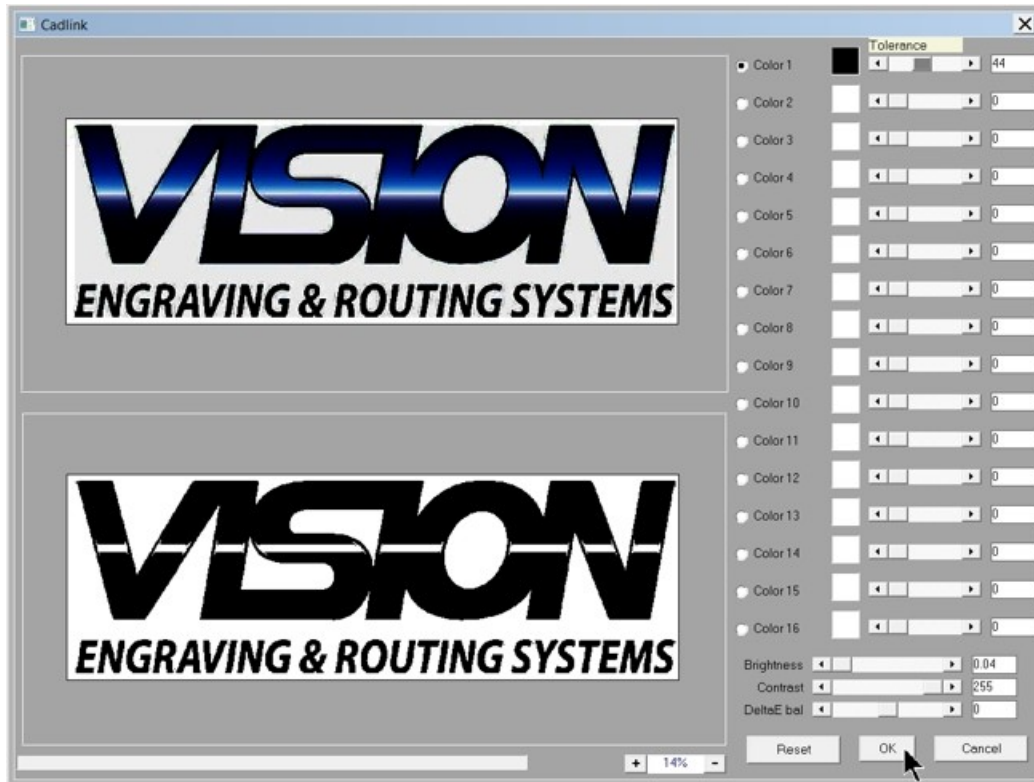 Cadlink
VISION
ENGRAVING & ROUTING SYSTEMS
VISION
ENGRAVING & ROUTING SYSTEMS
+ 14% -
Tolerance
Color 1 44
Color 2 0
Color 3 0
Color 4 0
Color 5 0
Color 6 0
Color 7 0
Color 8 0
Color 9 0
Color 10 0
Color 11 0
Color 12 0
Color 13 0
Color 14 0
Color 15 0
Color 16 0
Brightness 0.04
Contrast 255
DeltaE bal 0
Reset OK Cancel